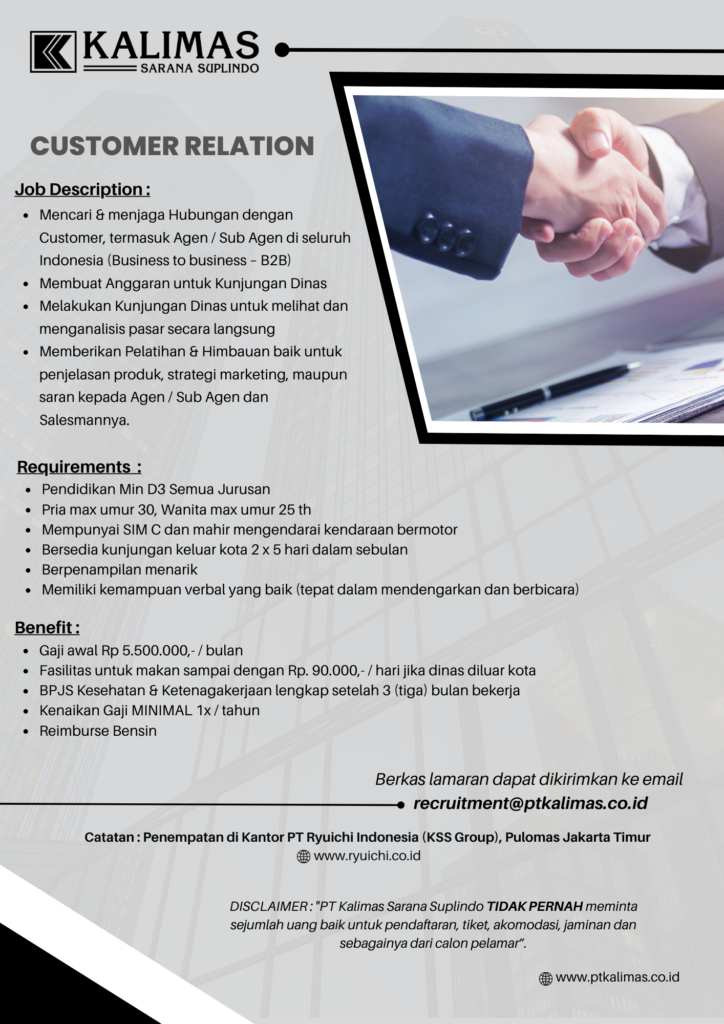 KALIMAS
SARANA SUPLINDO
CUSTOMER RELATION
Job Description :
• Mencari & menjaga Hubungan dengan
Customer, termasuk Agen / Sub Agen di seluruh
Indonesia (Business to business – B2B)
• Membuat Anggaran untuk Kunjungan Dinas
• Melakukan Kunjungan Dinas untuk melihat dan
menganalisis pasar secara langsung
• Memberikan Pelatihan & Himbauan baik untuk
penjelasan produk, strategi marketing, maupun
saran kepada Agen / Sub Agen dan
Salesmannya.
Requirements :
• Pendidikan Min D3 Semua Jurusan
• Pria max umur 30, Wanita max umur 25 th
• Mempunyai SIM C dan mahir mengendarai kendaraan bermotor
• Bersedia kunjungan keluar kota 2 x 5 hari dalam sebulan
• Berpenampilan menarik
• Memiliki kemampuan verbal yang baik (tepat dalam mendengarkan dan berbicara)
Benefit :
• Gaji awal Rp 5.500.000,- / bulan
• Fasilitas untuk makan sampai dengan Rp. 90.000,- / hari jika dinas diluar kota
• BPJS Kesehatan & Ketenagakerjaan lengkap setelah 3 (tiga) bulan bekerja
• Kenaikan Gaji MINIMAL 1x / tahun
• Reimburse Bensin
Berkas lamaran dapat dikirimkan ke email
recruitment@ptkalimas.co.id
Catatan : Penempatan di Kantor PT Ryuichi Indonesia (KSS Group), Pulomas Jakarta Timur
www.ryuichi.co.id
DISCLAIMER : "PT Kalimas Sarana Suplindo TIDAK PERNAH meminta
sejumlah uang baik untuk pendaftaran, tiket, akomodasi, jaminan dan
sebagainya dari calon pelamar”.
www.ptkalimas.co.id